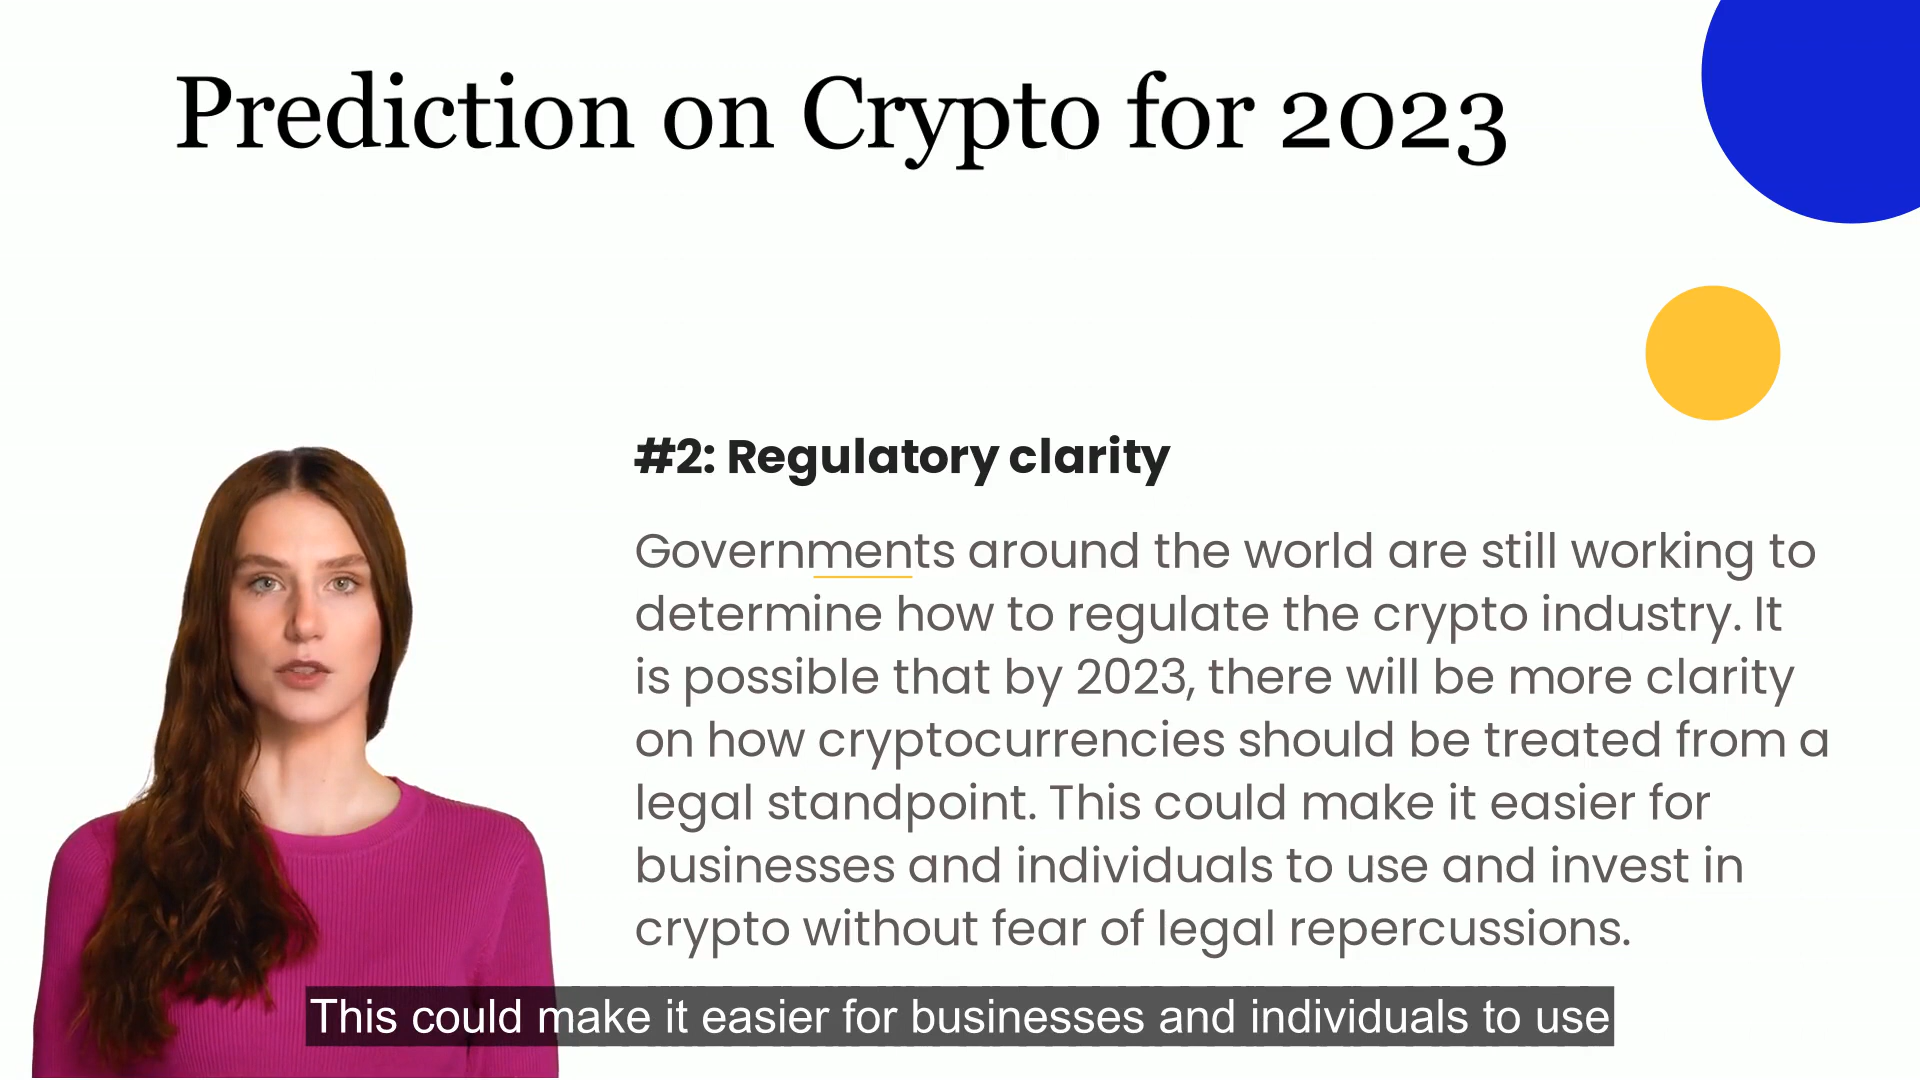 Prediction on Crypto for 2023
#2: Regulatory clarity
Governments around the world are still working to
determine how to regulate the crypto industry. It
is possible that by 2023, there will be more clarity
on how cryptocurrencies should be treated from a
legal standpoint. This could make it easier for
businesses and individuals to use and invest in
crypto without fear of legal repercussions.
This could make it easier for businesses and individuals to use